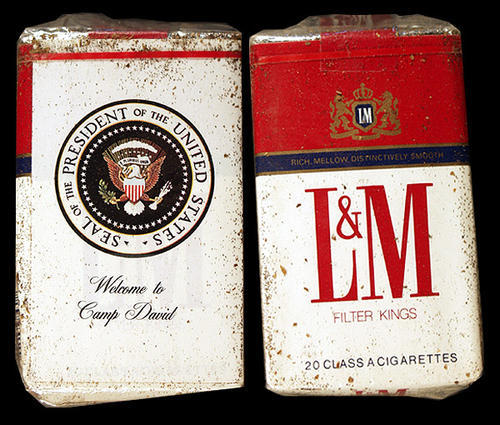 SEAL OF THE PRESIDENT OF THE UNITED STATES
Welcome to
Camp David
L&M
RICH, MELLOW, DISTINCTIVELY SMOOTH
L&M
FILTER KINGS
20 CLASS A CIGARETTES